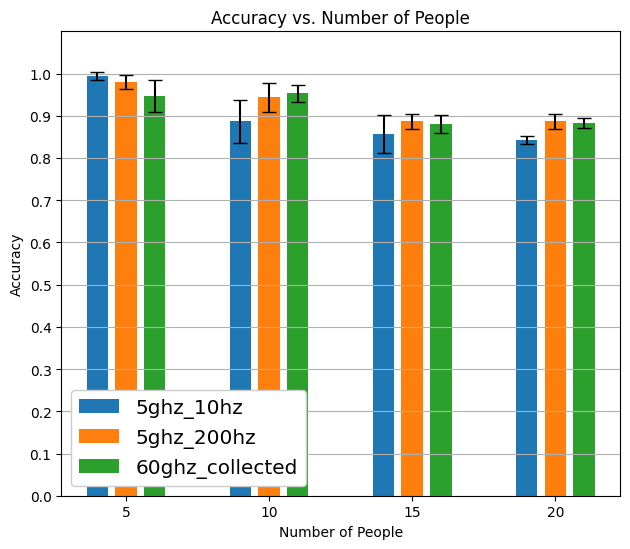 Accuracy vs. Number of People
Accuracy
1.0
0.9
0.8
0.7
0.6
0.5
0.4
0.3
0.2
0.1
0.0
5ghz_10hz
5ghz_200hz
60ghz_collected
5 10 15 20
Number of People